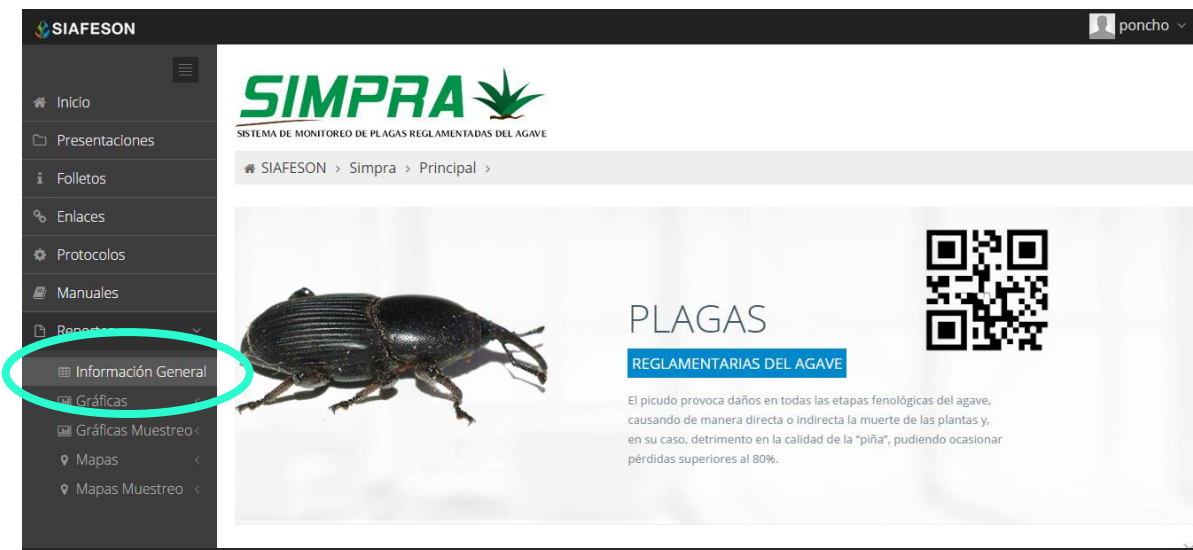 SIAFESON
poncho
Inicio
Presentaciones
Folletos
Enlaces
Protocolos
Manuales
Reportes
Información General
Gráficas
Gráficas Muestreo
Mapas
Mapas Muestreo
SIMPRA
SISTEMA DE MONITOREO DE PLAGAS REGLAMENTADAS DEL AGAVE
SIAFESON > Simpra > Principal >
PLAGAS
REGLAMENTARIAS DEL AGAVE
El picudo provoca daños en todas las etapas fenológicas del agave,
causando de manera directa o indirecta la muerte de las plantas y,
en su caso, detrimento en la calidad de la “piña”, pudiendo ocasionar
pérdidas superiores al 80%.